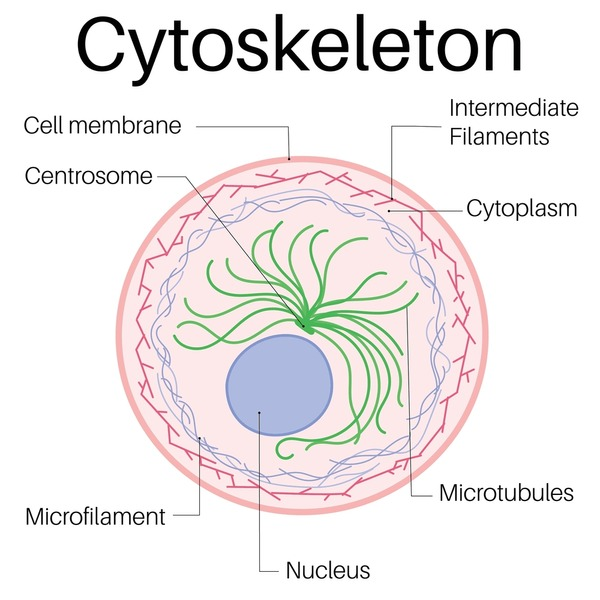 Cytoskeleton
Cell membrane
Intermediate
Filaments
Centrosome
Cytoplasm
Microtubules
Microfilament
Nucleus